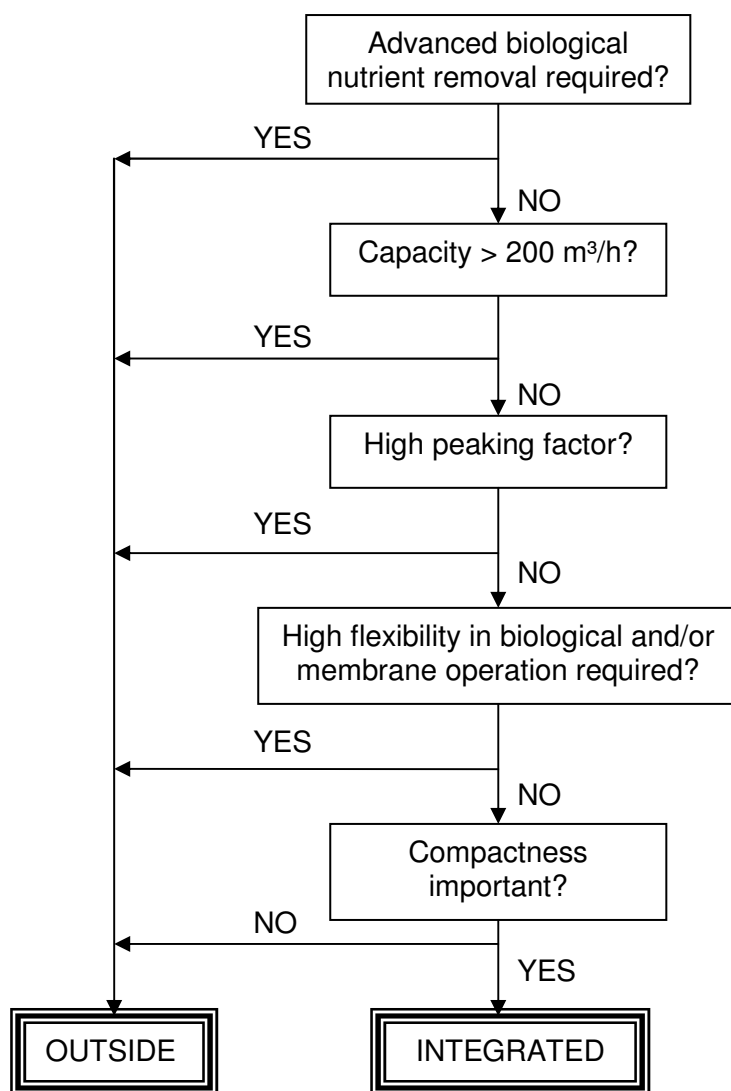 Advanced biological
nutrient removal required?
YES
NO
Capacity > 200 m³/h?
YES
NO
High peaking factor?
YES
NO
High flexibility in biological and/or
membrane operation required?
YES
NO
Compactness
important?
NO
YES
OUTSIDE
INTEGRATED